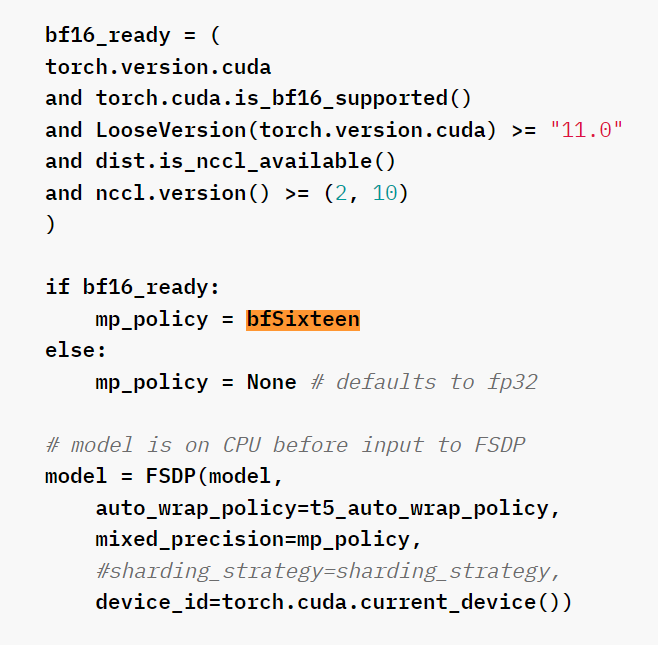 bf16_ready = (
torch.version.cuda
and torch.cuda.is_bf16_supported()
and LooseVersion(torch.version.cuda) >= "11.0"
and dist.is_nccl_available()
and nccl.version() >= (2, 10)
)
if bf16_ready:
    mp_policy = bfSixteen
else:
    mp_policy = None # defaults to fp32
# model is on CPU before input to FSDP
model = FSDP(model,
    auto_wrap_policy=t5_auto_wrap_policy,
    mixed_precision=mp_policy,
    #sharding_strategy=sharding_strategy,
    device_id=torch.cuda.current_device())